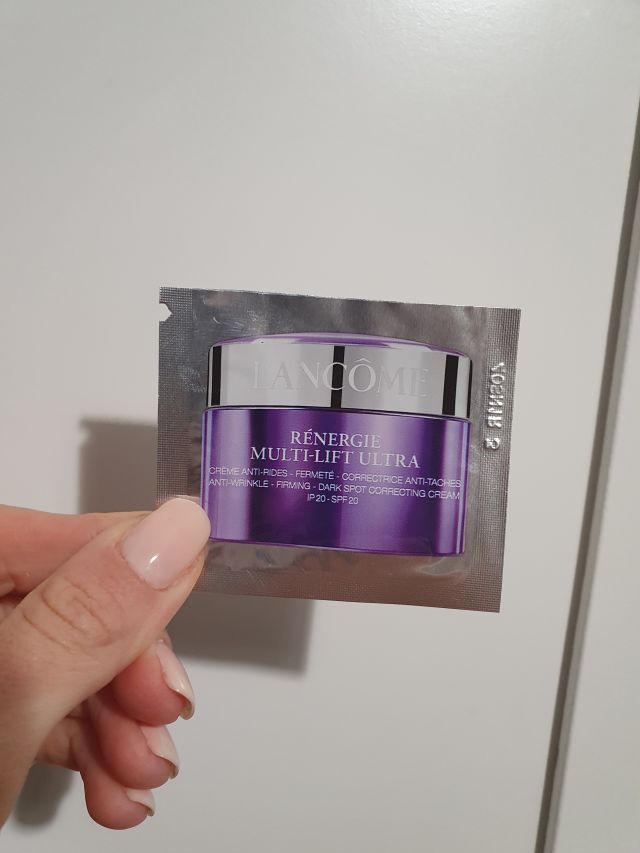 LANCÔME
RÉNERGIE
MULTI-LIFT ULTRA
CRÈME ANTI-RIDES - FERMETÉ - CORRECTRICE ANTI-TACHES
ANTI-WRINKLE - FIRMING - DARK SPOT CORRECTING CREAM
IP 20 - SPF 20